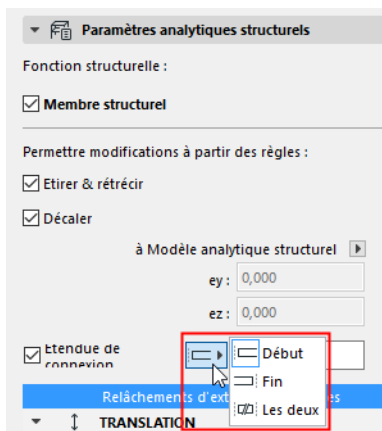 Paramètres analytiques structurels
Fonction structurelle :
Membre structurel
Permettre modifications à partir des règles :
Etirer & rétrécir
Décaler
à Modèle analytique structurel
ey : 0,000
ez : 0,000
Etendue de
connexion
Début
Fin
Les deux
Relâchements d'ext
es
TRANSLATION